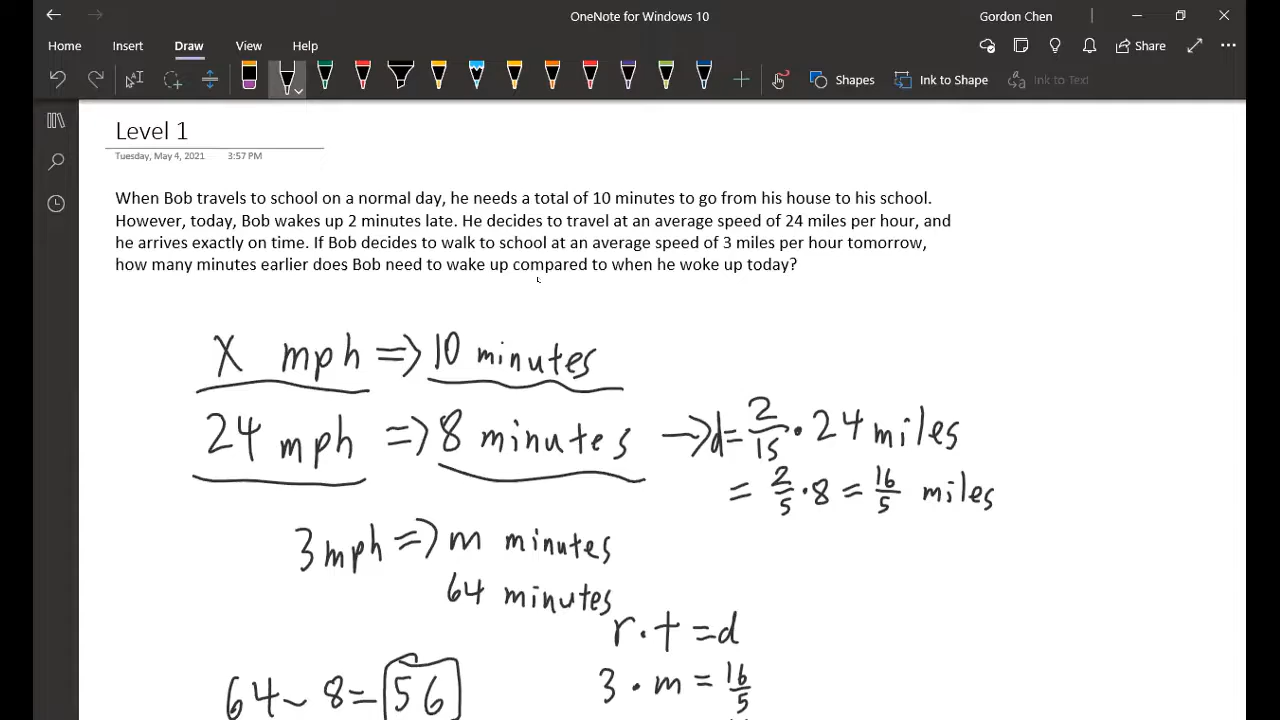 OneNote for Windows 10
Gordon Chen
Home Insert Draw View Help
Share
Shapes Ink to Shape Ink to Text
Level 1
Tuesday, May 4, 2021 3:57 PM
When Bob travels to school on a normal day, he needs a total of 10 minutes to go from his house to his school.
However, today, Bob wakes up 2 minutes late. He decides to travel at an average speed of 24 miles per hour, and
he arrives exactly on time. If Bob decides to walk to school at an average speed of 3 miles per hour tomorrow,
how many minutes earlier does Bob need to wake up compared to when he woke up today?
x mph => 10 minutes
24 mph => 8 minutes -> d = 2/15 · 24 miles
= 2/5 · 8 = 16/5 miles
3 mph => m minutes
64 minutes
r · t = d
3 · m = 16/5
64 ~ 8 = 56